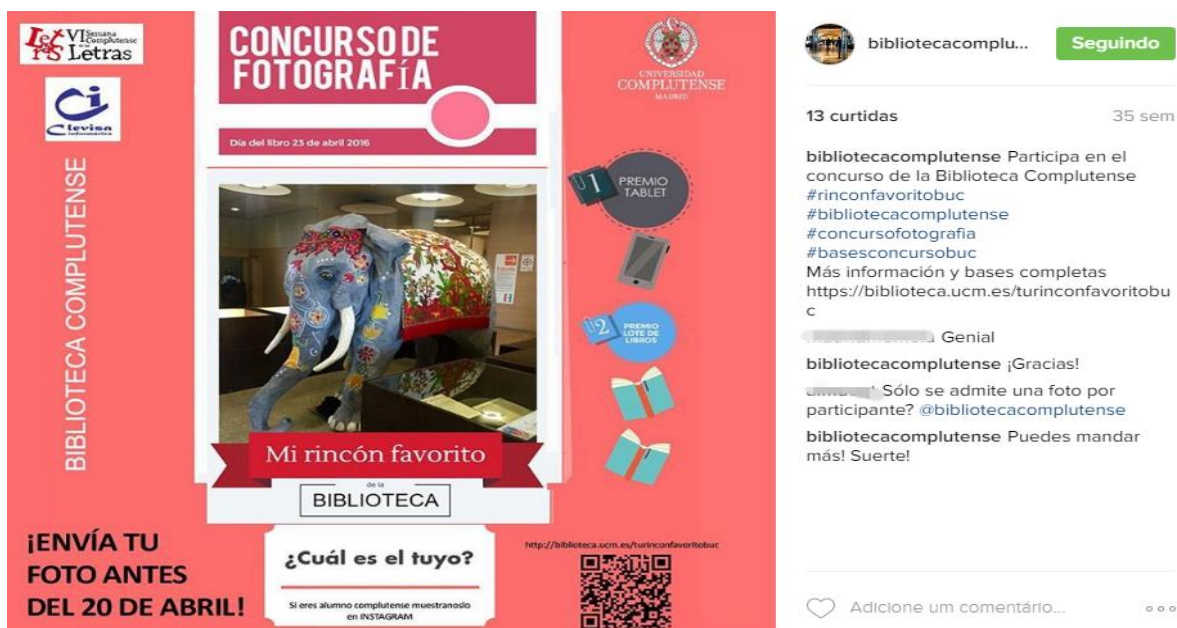 Letras
VI Semana
Complutense
de las
Letras
Ci
Clevisa
informática
BIBLIOTECA COMPLUTENSE
CONCURSO DE
FOTOGRAFÍA
Día del libro 23 de abril 2016
UNIVERSIDAD
COMPLUTENSE
MADRID
1
PREMIO
TABLET
2
PREMIO
LOTE DE
LIBROS
Mi rincón favorito
de la
BIBLIOTECA
¡ENVÍA TU
FOTO ANTES
DEL 20 DE ABRIL!
¿Cuál es el tuyo?
Si eres alumno complutense muestranoslo
en INSTAGRAM
http://biblioteca.ucm.es/turinconfavoritobuc
bibliotecacomplu...
Seguindo
13 curtidas
35 sem
bibliotecacomplutense Participa en el
concurso de la Biblioteca Complutense
#rinconfavoritobuc
#bibliotecacomplutense
#concursofotografia
#basesconcursobuc
Más información y bases completas
https://biblioteca.ucm.es/turinconfavoritobu
c
Genial
bibliotecacomplutense ¡Gracias!
Sólo se admite una foto por
participante? @bibliotecacomplutense
bibliotecacomplutense Puedes mandar
más! Suerte!
Adicione um comentário...